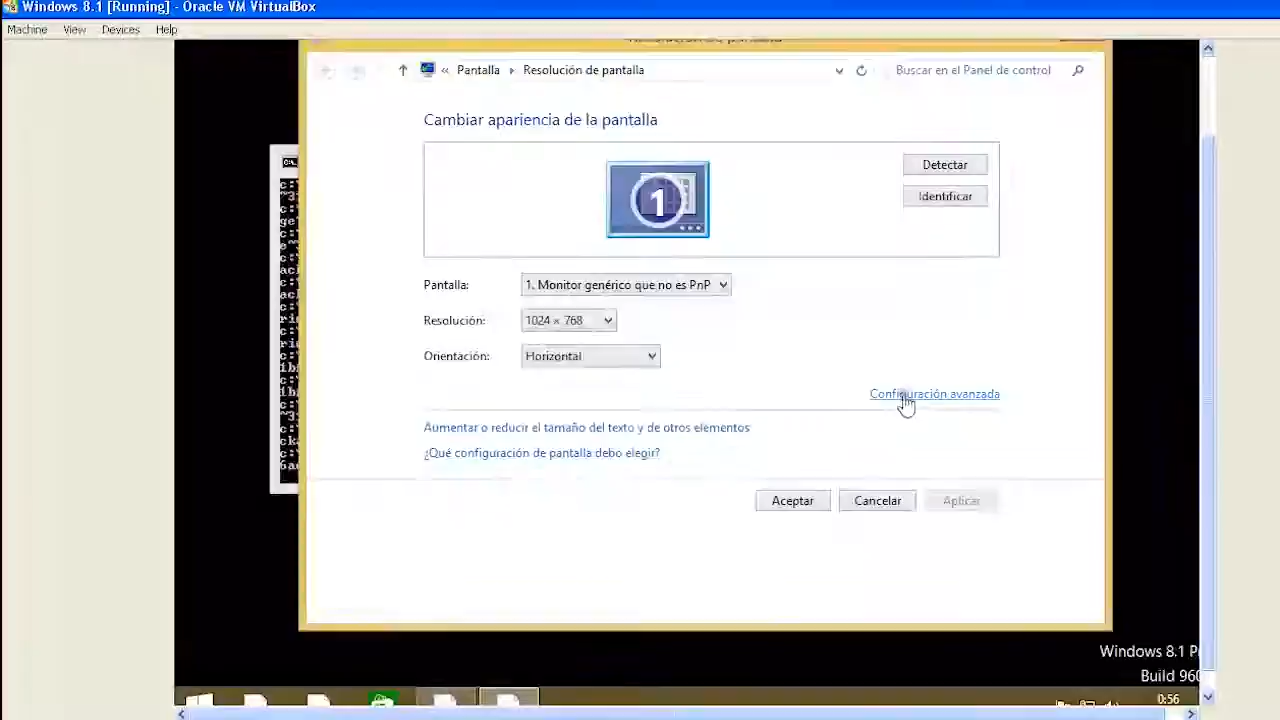 Windows 8.1 [Running] - Oracle VM VirtualBox
Machine View Devices Help
« Pantalla Resolución de pantalla Buscar en el Panel de control
Cambiar apariencia de la pantalla
Detectar
1
Identificar
Pantalla: 1. Monitor genérico que no es PnP
Resolución: 1024 × 768
Orientación: Horizontal
Configuración avanzada
Aumentar o reducir el tamaño del texto y de otros elementos
¿Qué configuración de pantalla debo elegir?
Aceptar Cancelar Aplicar
Windows 8.1 P
Build 960
0:56